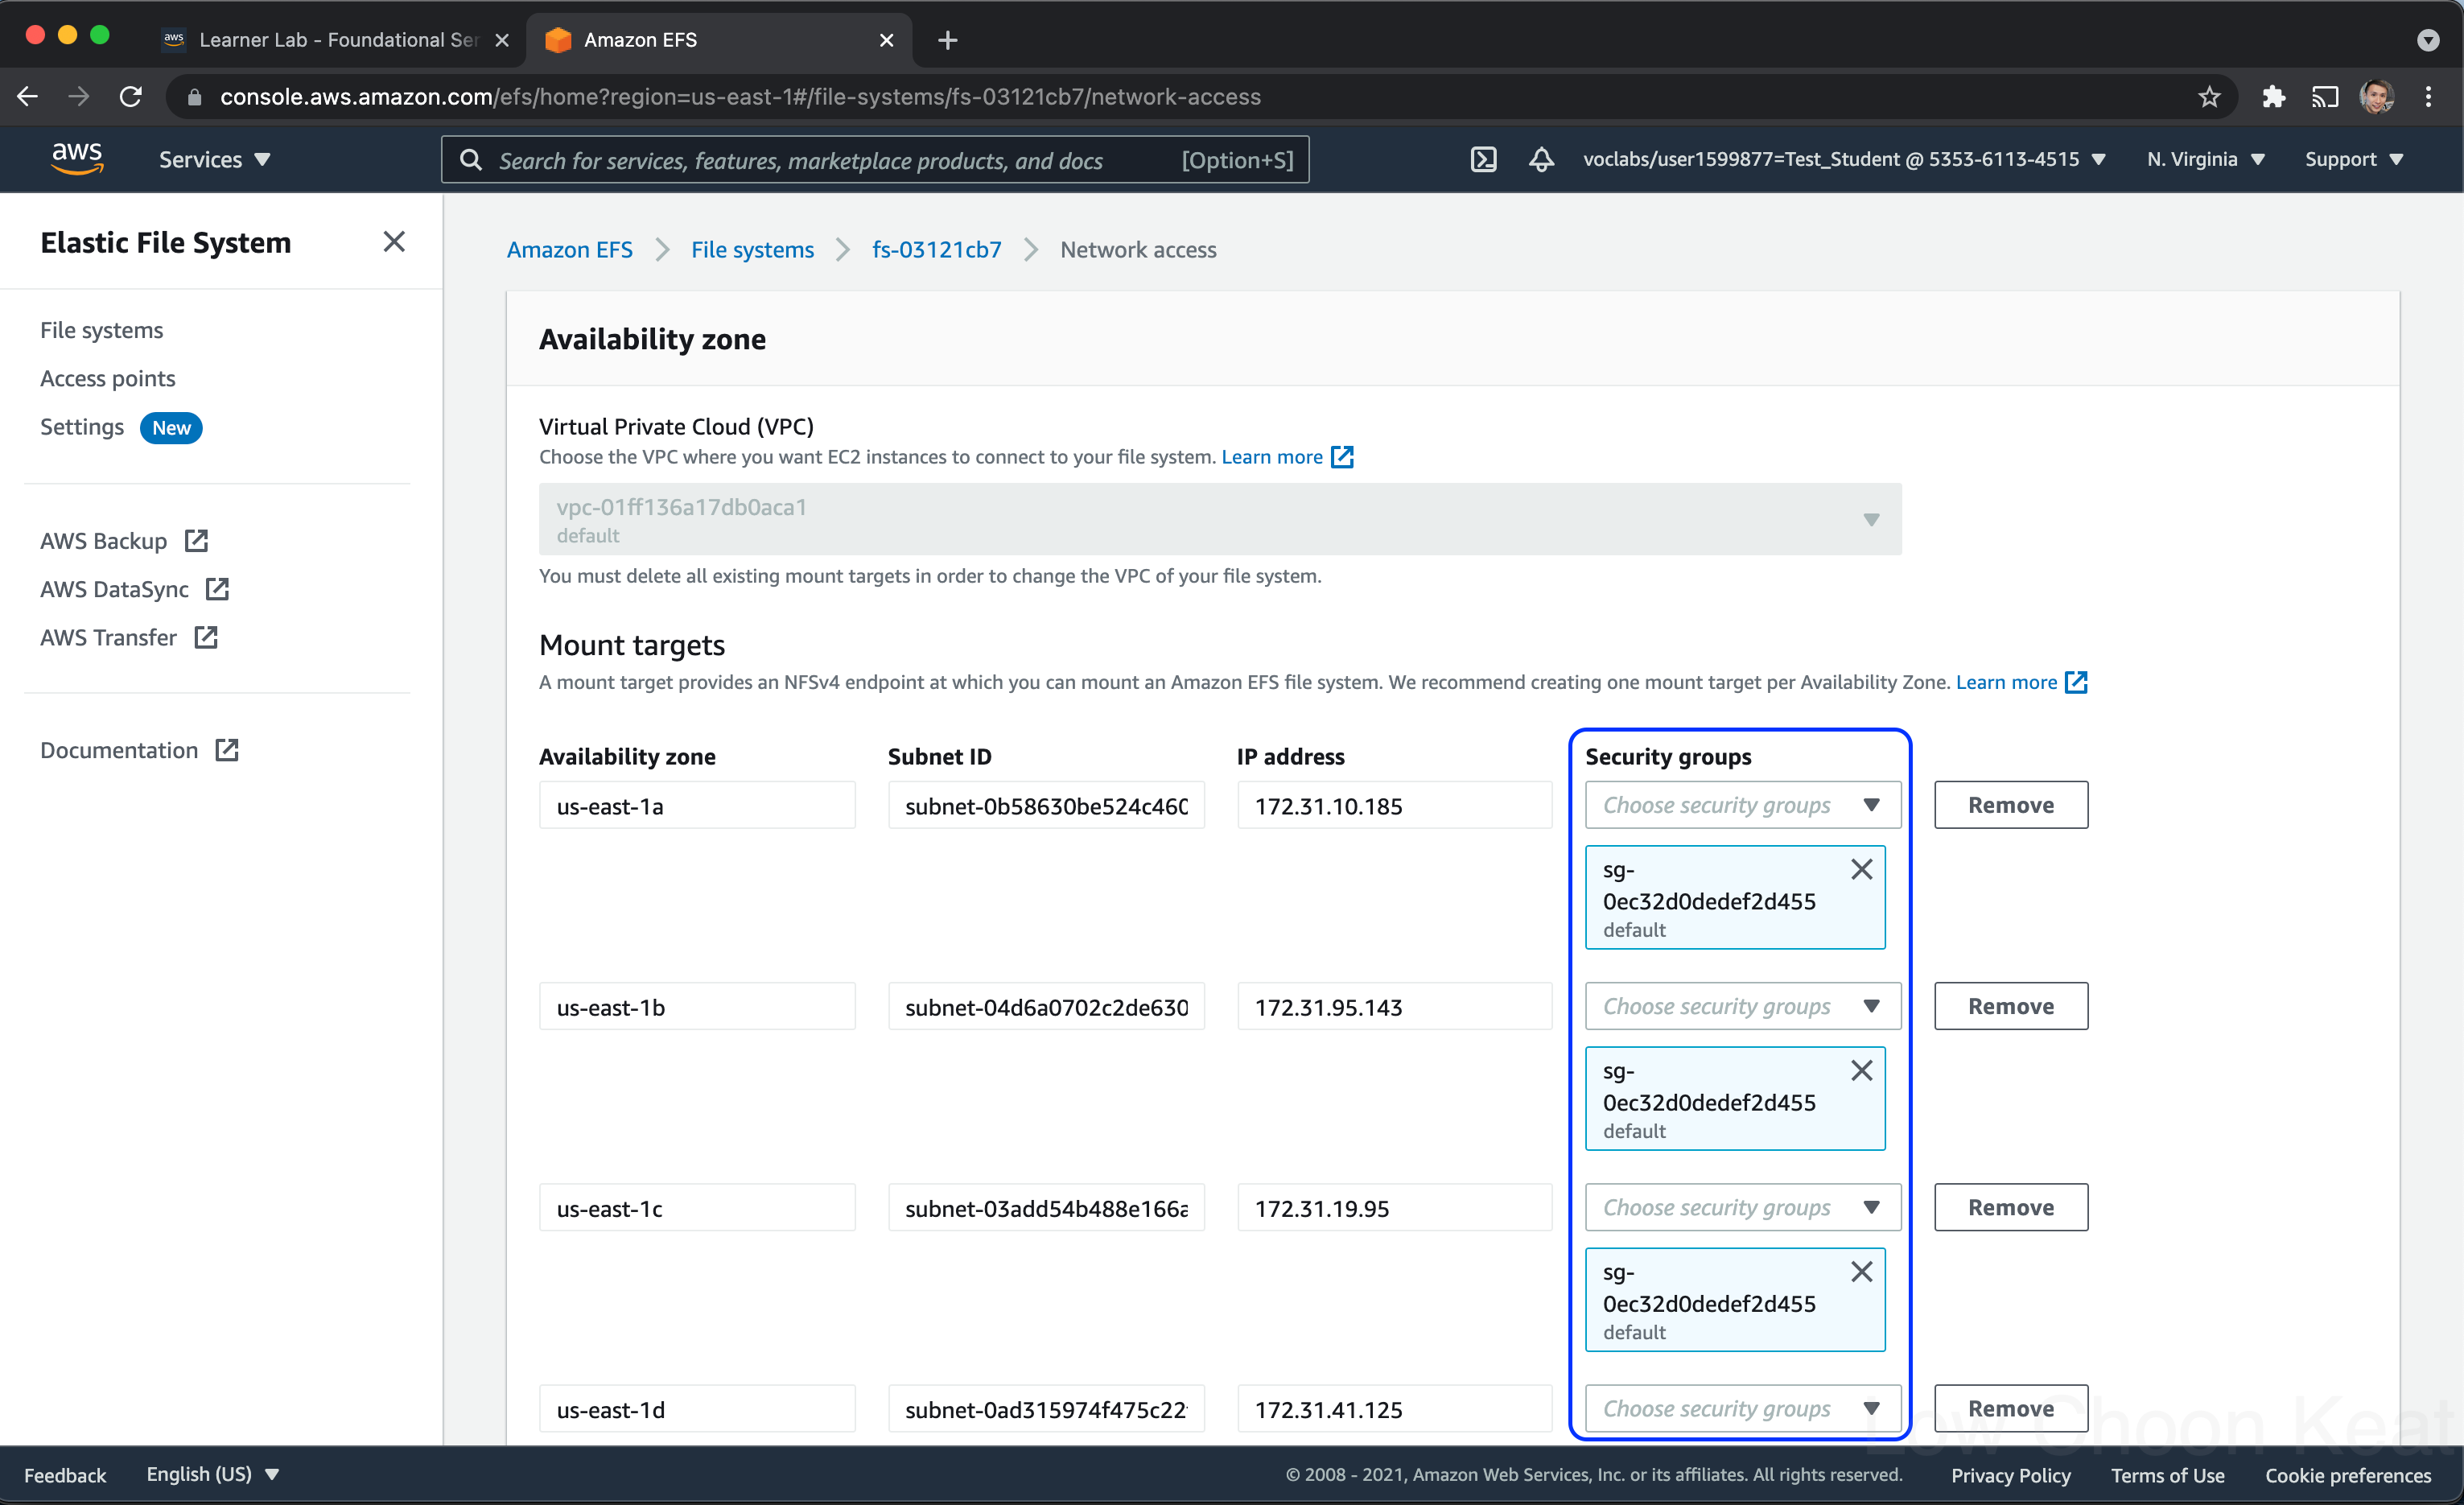 Learner Lab - Foundational Ser
Amazon EFS
console.aws.amazon.com/efs/home?region=us-east-1#/file-systems/fs-03121cb7/network-access
aws
Services
Search for services, features, marketplace products, and docs [Option+S]
voclabs/user1599877=Test_Student @ 5353-6113-4515
N. Virginia
Support
Elastic File System
File systems
Access points
Settings New
AWS Backup
AWS DataSync
AWS Transfer
Documentation
Amazon EFS
File systems
fs-03121cb7
Network access
Availability zone
Virtual Private Cloud (VPC)
Choose the VPC where you want EC2 instances to connect to your file system. Learn more
vpc-01ff136a17db0aca1
default
You must delete all existing mount targets in order to change the VPC of your file system.
Mount targets
A mount target provides an NFSv4 endpoint at which you can mount an Amazon EFS file system. We recommend creating one mount target per Availability Zone. Learn more
Availability zone Subnet ID IP address Security groups
us-east-1a subnet-0b58630be524c460 172.31.10.185 Choose security groups Remove
sg-
0ec32d0dedef2d455
default
us-east-1b subnet-04d6a0702c2de630 172.31.95.143 Choose security groups Remove
sg-
0ec32d0dedef2d455
default
us-east-1c subnet-03add54b488e166a 172.31.19.95 Choose security groups Remove
sg-
0ec32d0dedef2d455
default
us-east-1d subnet-0ad315974f475c22 172.31.41.125 Choose security groups Remove
Low Choon Keat
Feedback
English (US)
© 2008 - 2021, Amazon Web Services, Inc. or its affiliates. All rights reserved.
Privacy Policy
Terms of Use
Cookie preferences